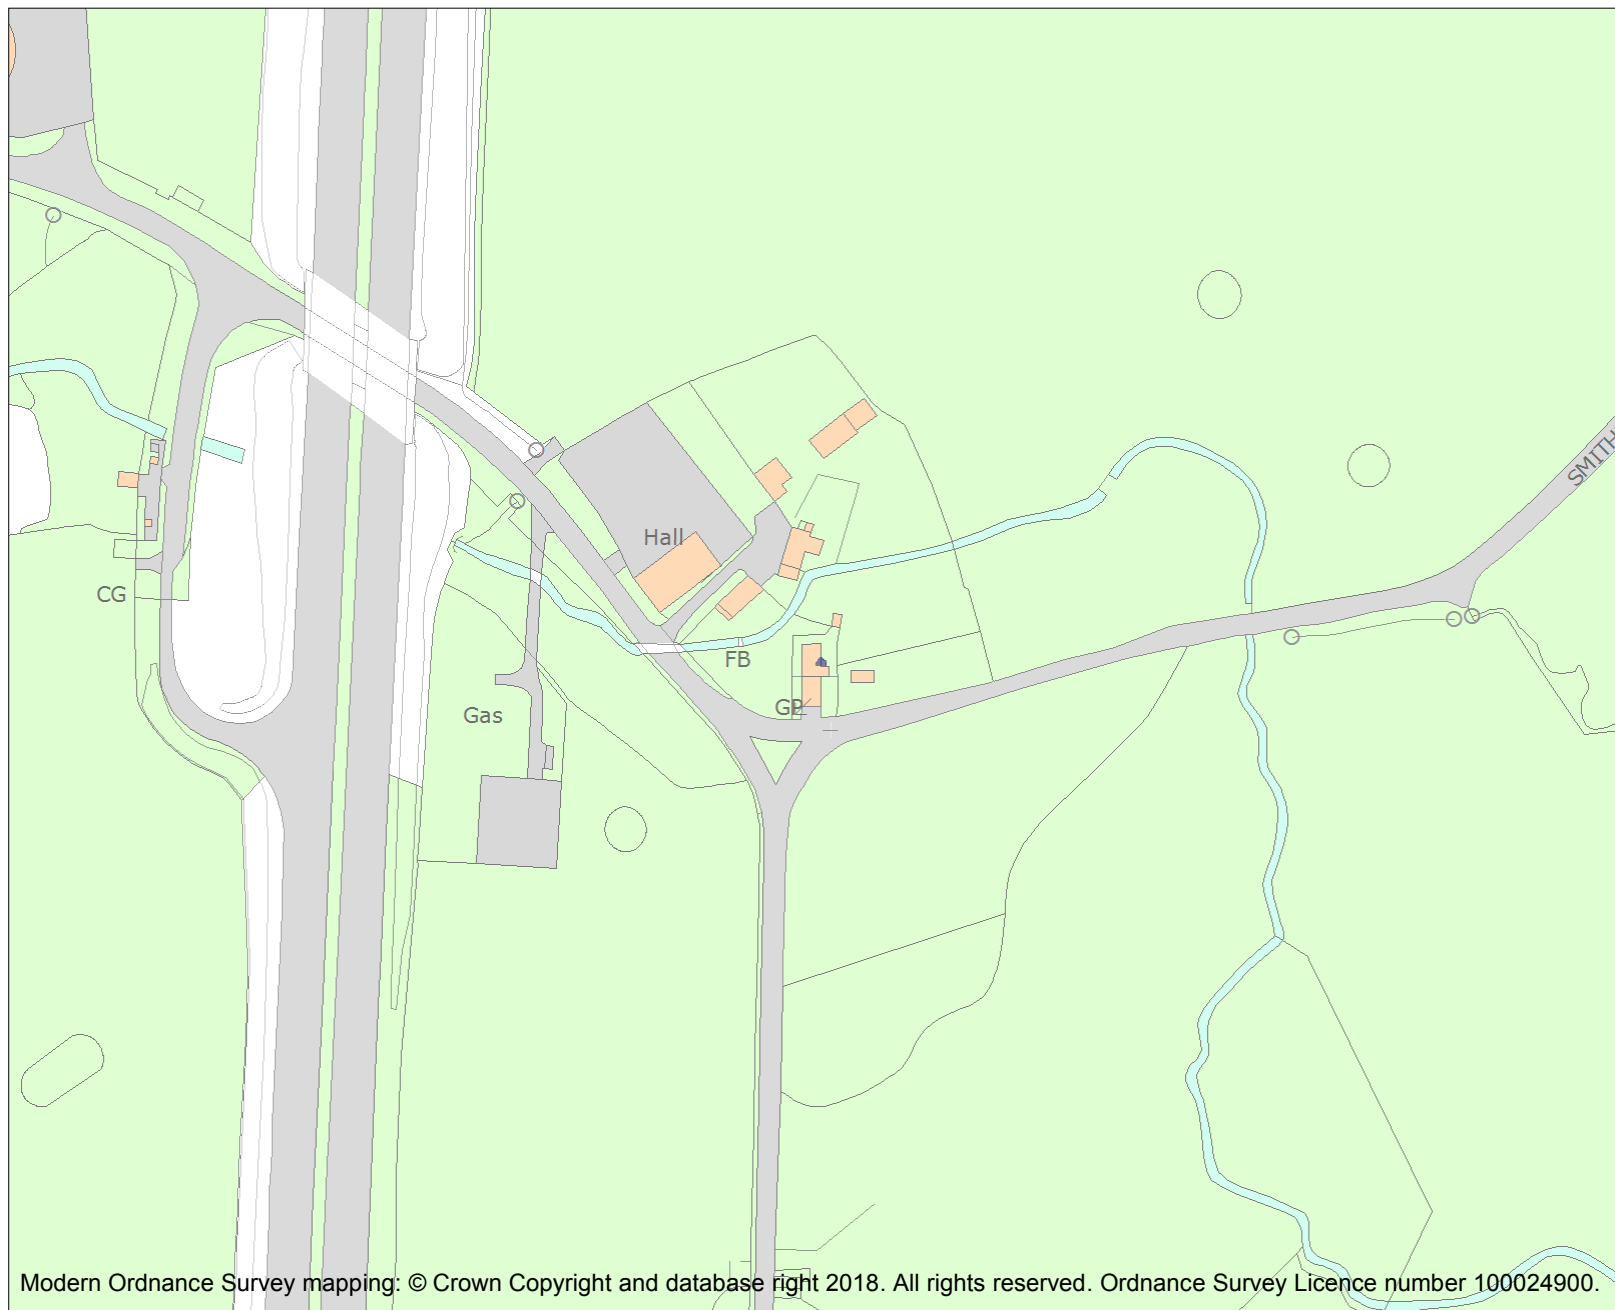 SMITH
Hall
CG
FB
GP
Gas
Modern Ordnance Survey mapping: © Crown Copyright and database right 2018. All rights reserved. Ordnance Survey Licence number 100024900.